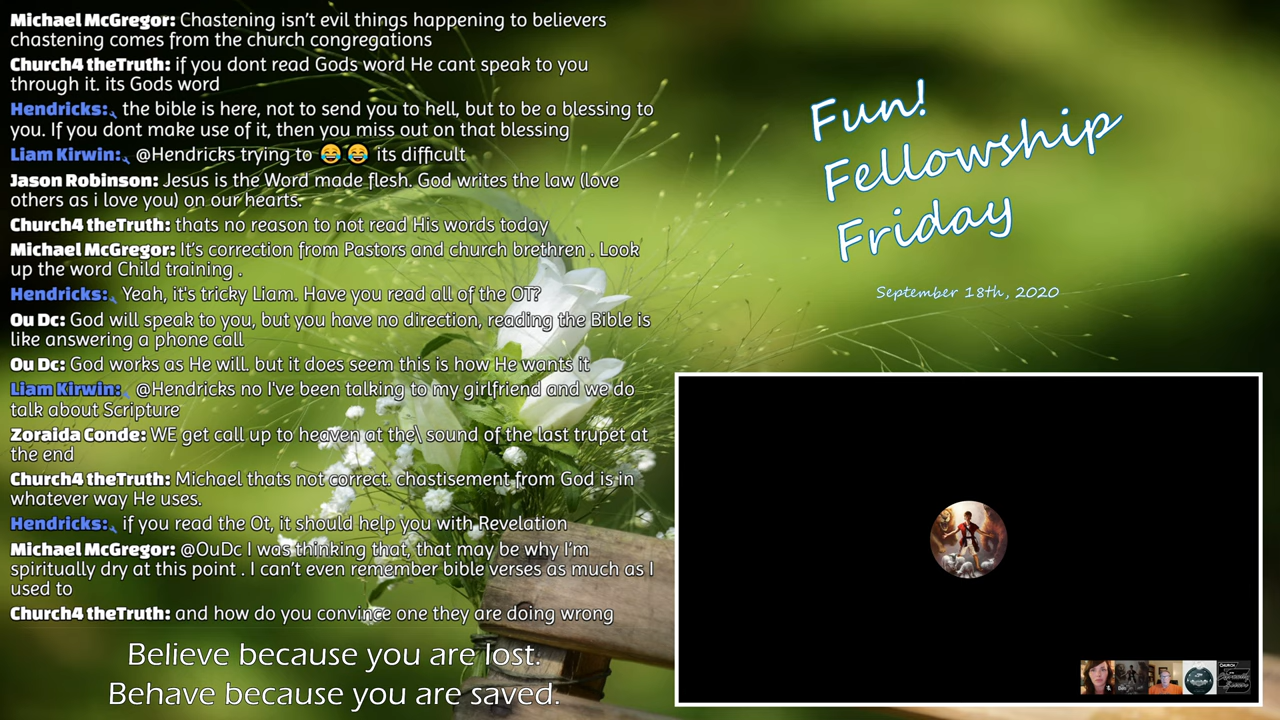 Michael McGregor: Chastening isn't evil things happening to believers
chastening comes from the church congregations
Church4 theTruth: if you dont read Gods word He cant speak to you
through it. its Gods word
Hendricks: the bible is here, not to send you to hell, but to be a blessing to
you. If you dont make use of it, then you miss out on that blessing
Liam Kirwin: @Hendricks trying to 😂 😂 its difficult
Jason Robinson: Jesus is the Word made flesh. God writes the law (love
others as i love you) on our hearts.
Church4 theTruth: thats no reason to not read His words today
Michael McGregor: It's correction from Pastors and church brethren . Look
up the word Child training .
Hendricks: Yeah, it's tricky Liam. Have you read all of the OT?
Ou Dc: God will speak to you, but you have no direction, reading the Bible is
like answering a phone call
Ou Dc: God works as He will. but it does seem this is how He wants it
Liam Kirwin: @Hendricks no I've been talking to my girlfriend and we do
talk about Scripture
Zoraida Conde: WE get call up to heaven at the\ sound of the last trupet at
the end
Church4 theTruth: Michael thats not correct. chastisement from God is in
whatever way He uses.
Hendricks: if you read the Ot, it should help you with Revelation
Michael McGregor: @OuDc I was thinking that, that may be why I'm
spiritually dry at this point . I can't even remember bible verses as much as I
used to
Church4 theTruth: and how do you convince one they are doing wrong
Believe because you are lost.
Behave because you are saved.
Fun!
Fellowship
Friday
September 18th, 2020